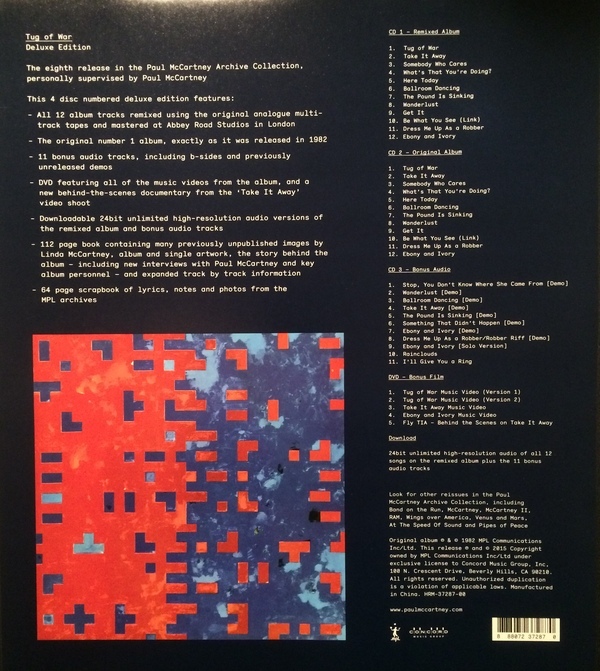 Tug of War
Deluxe Edition
The eighth release in the Paul McCartney Archive Collection,
personally supervised by Paul McCartney
This 4 disc numbered deluxe edition features:
- All 12 album tracks remixed using the original analogue multi-
track tapes and mastered at Abbey Road Studios in London
- The original number 1 album, exactly as it was released in 1982
- 11 bonus audio tracks, including b-sides and previously
unreleased demos
- DVD featuring all of the music videos from the album, and a
new behind-the-scenes documentary from the 'Take It Away'
video shoot
- Downloadable 24bit unlimited high-resolution audio versions of
the remixed album and bonus audio tracks
- 112 page book containing many previously unpublished images by
Linda McCartney, album and single artwork, the story behind the
album - including new interviews with Paul McCartney and key
album personnel - and expanded track by track information
- 64 page scrapbook of lyrics, notes and photos from the
MPL archives
CD 1 - Remixed Album
1. Tug of War
2. Take It Away
3. Somebody Who Cares
4. What's That You're Doing?
5. Here Today
6. Ballroom Dancing
7. The Pound Is Sinking
8. Wanderlust
9. Get It
10. Be What You See (Link)
11. Dress Me Up As a Robber
12. Ebony and Ivory
CD 2 - Original Album
1. Tug of War
2. Take It Away
3. Somebody Who Cares
4. What's That You're Doing?
5. Here Today
6. Ballroom Dancing
7. The Pound Is Sinking
8. Wanderlust
9. Get It
10. Be What You See (Link)
11. Dress Me Up As a Robber
12. Ebony and Ivory
CD 3 - Bonus Audio
1. Stop, You Don't Know Where She Came From [Demo]
2. Wanderlust [Demo]
3. Ballroom Dancing [Demo]
4. Take It Away [Demo]
5. The Pound Is Sinking [Demo]
6. Something That Didn't Happen [Demo]
7. Ebony and Ivory [Demo]
8. Dress Me Up As a Robber/Robber Riff [Demo]
9. Ebony and Ivory [Solo Version]
10. Rainclouds
11. I'll Give You a Ring
DVD - Bonus Film
1. Tug of War Music Video (Version 1)
2. Tug of War Music Video (Version 2)
3. Take It Away Music Video
4. Ebony and Ivory Music Video
5. Fly TIA - Behind the Scenes on Take It Away
Download
24bit unlimited high-resolution audio of all 12
songs on the remixed album plus the 11 bonus
audio tracks
Look for other reissues in the Paul
McCartney Archive Collection, including
Band on the Run, McCartney, McCartney II,
RAM, Wings over America, Venus and Mars,
At The Speed Of Sound and Pipes of Peace
Original album ℗ & © 1982 MPL Communications
Inc/Ltd. This release ℗ and © 2015 Copyright
owned by MPL Communications Inc/Ltd under
exclusive license to Concord Music Group, Inc,
100 N. Crescent Drive, Beverly Hills, CA 90210.
All rights reserved. Unauthorized duplication
is a violation of applicable laws. Manufactured
in China. HRM-37287-00
www.paulmccartney.com
CONCORD
MUSIC GROUP
8 88072 37287 0